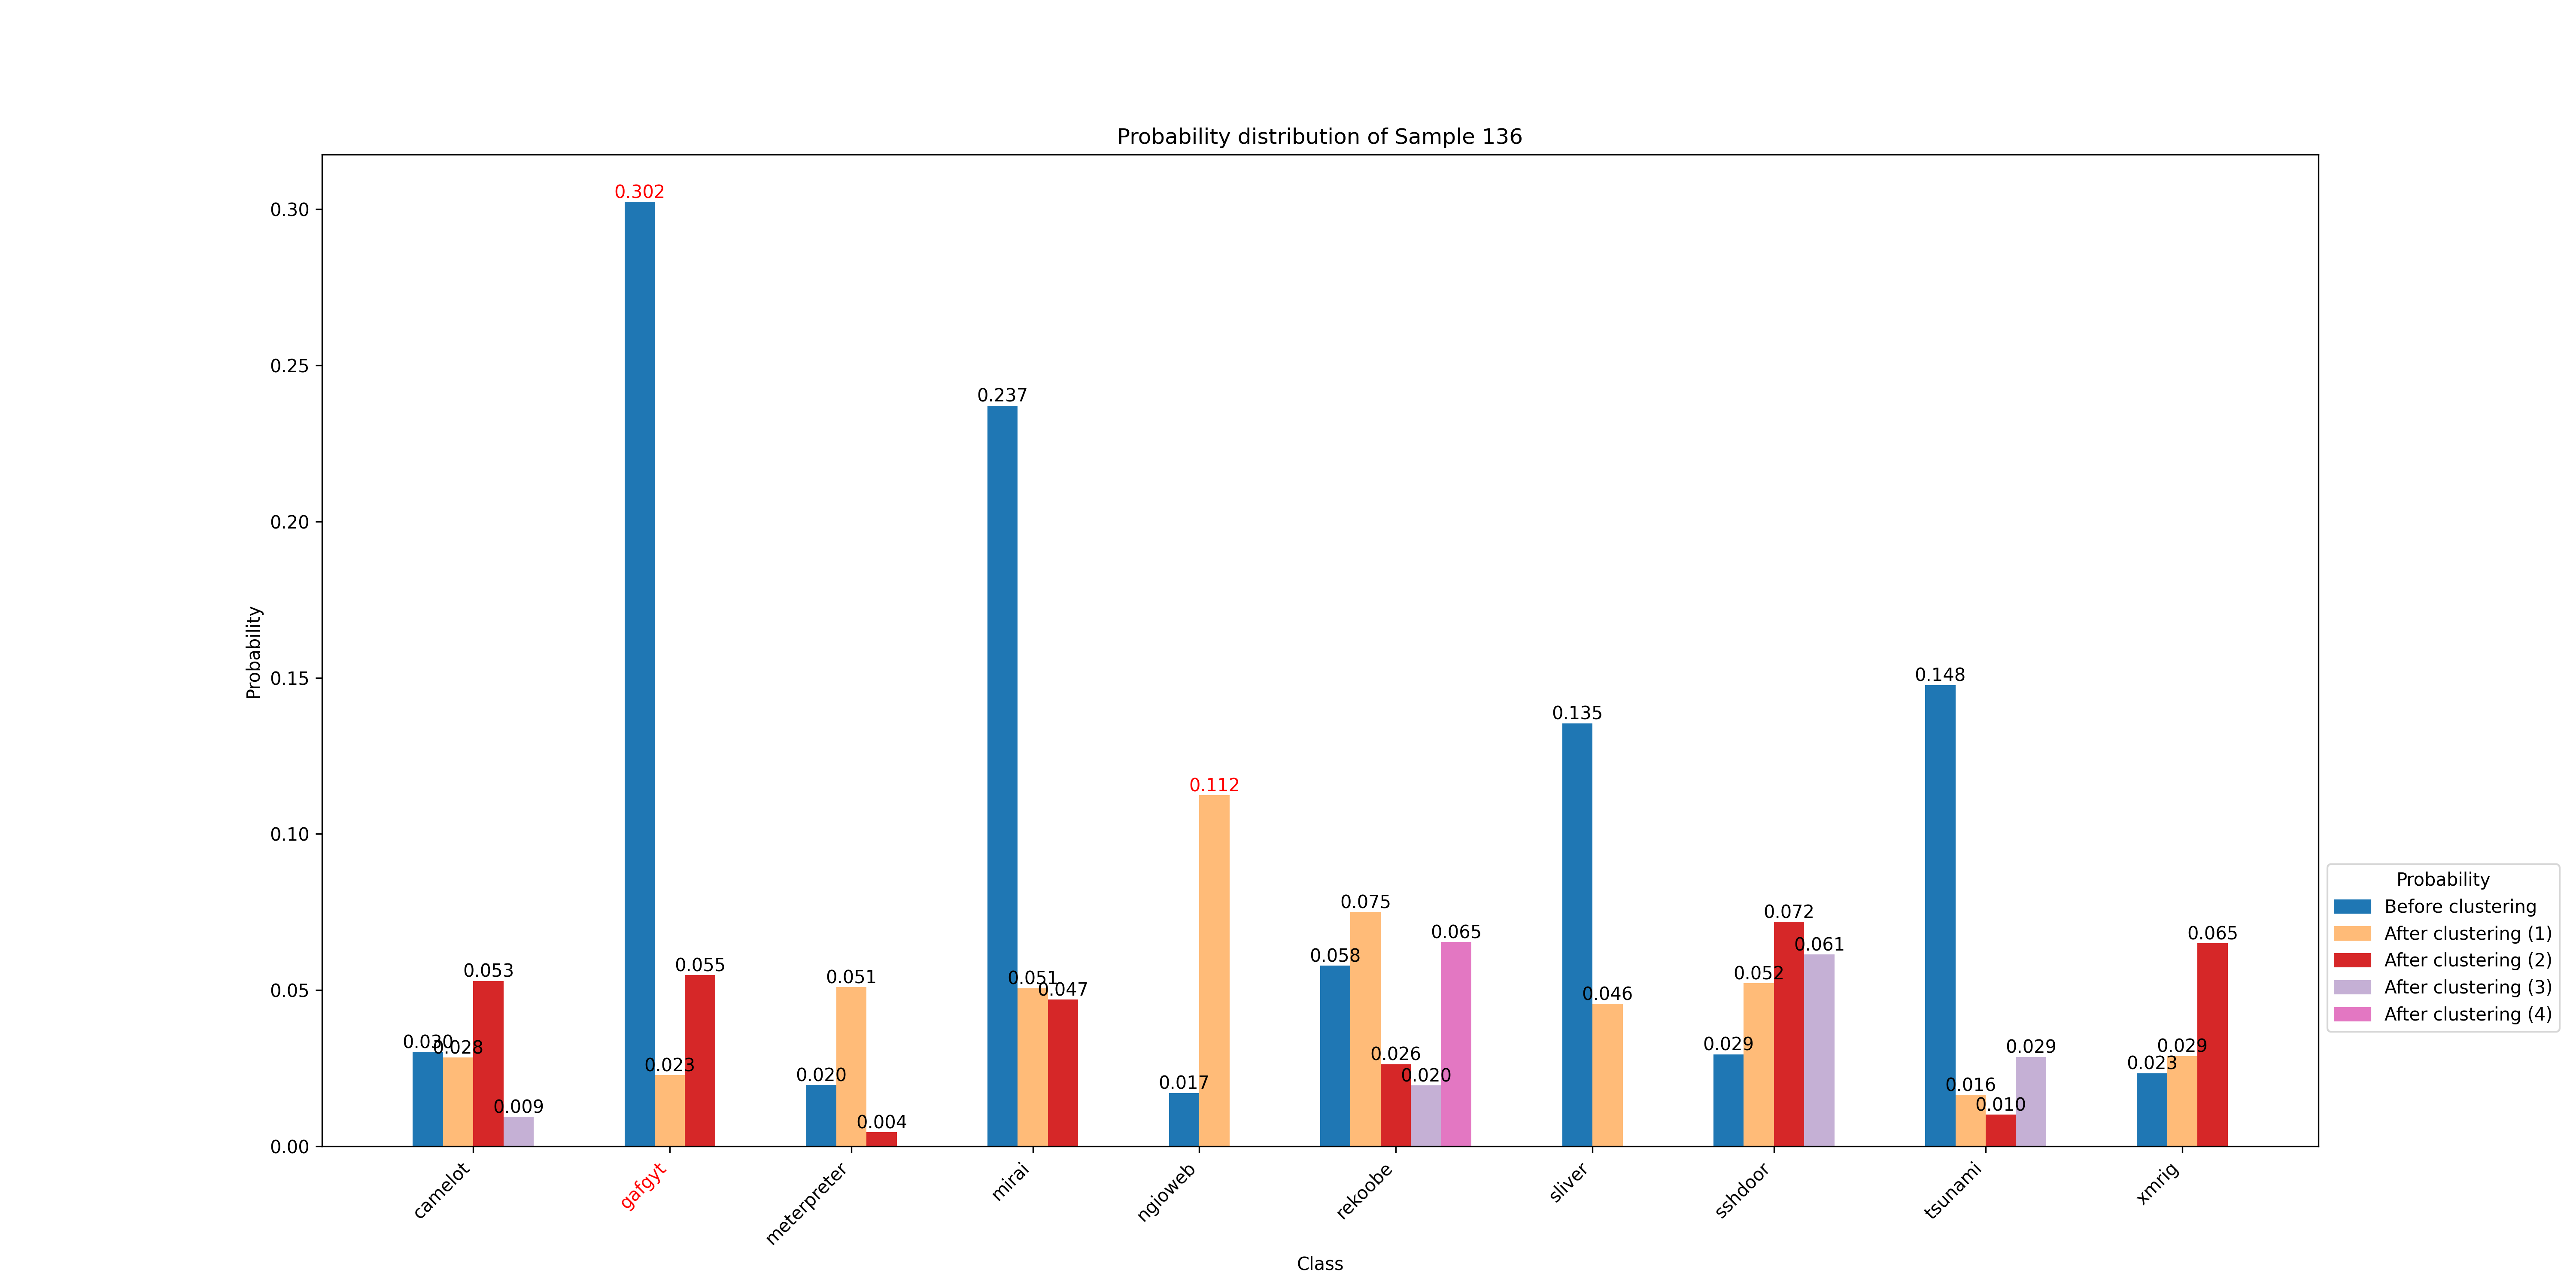 Probability distribution of Sample 136
0.302
0.30
0.25
0.237
0.20
0.15
0.148
0.135
0.112
0.10
0.075
0.072
0.065
0.065
0.061
0.058
0.055
0.053
0.052
0.051
0.051
0.047
0.046
0.05
0.030
0.028
0.009
0.023
0.020
0.004
0.017
0.026
0.020
0.029
0.016
0.010
0.029
0.023
0.029
0.00
Probability
camelot
gafgyt
meterpreter
mirai
ngioweb
rekoobe
sliver
sshdoor
tsunami
xmrig
Class
Probability
Before clustering
After clustering (1)
After clustering (2)
After clustering (3)
After clustering (4)